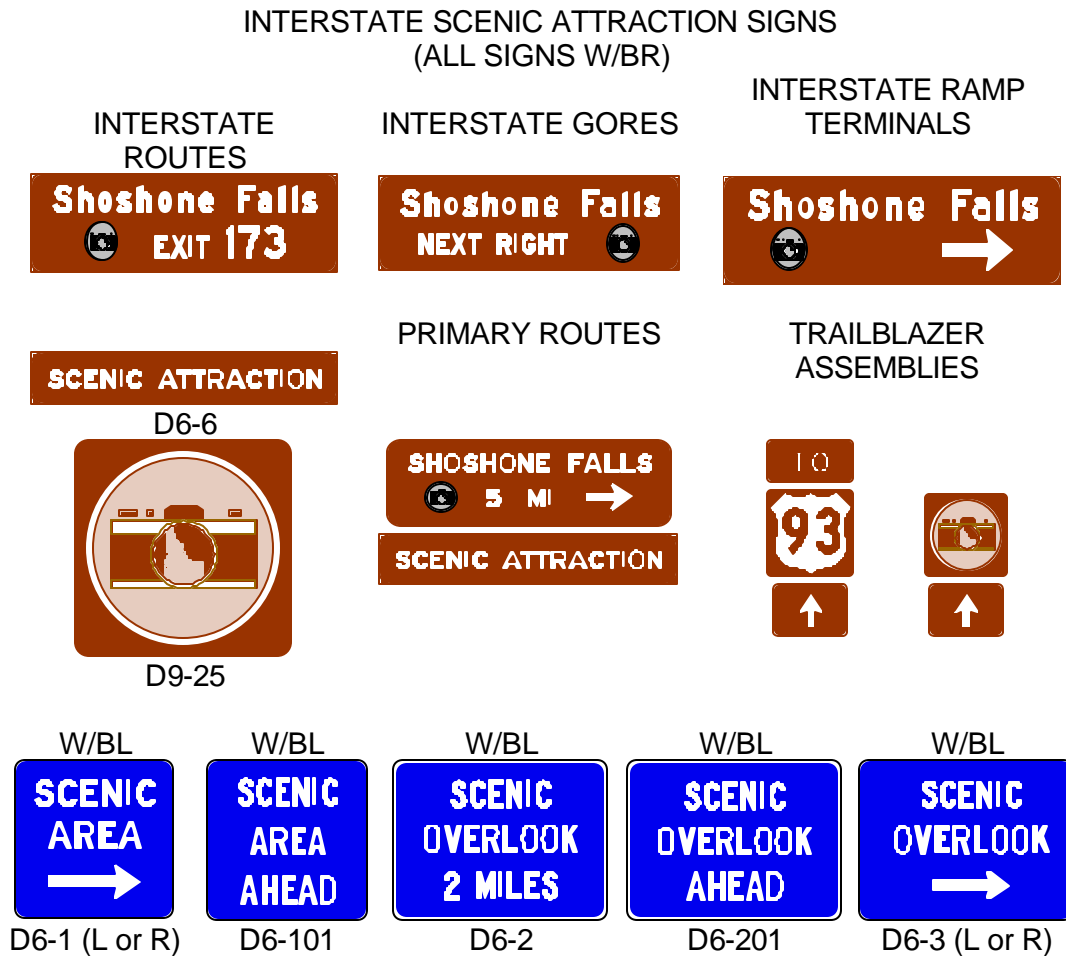 INTERSTATE SCENIC ATTRACTION SIGNS
(ALL SIGNS W/BR)
INTERSTATE
ROUTES
Shoshone Falls
EXIT 173
INTERSTATE GORES
Shoshone Falls
NEXT RIGHT
INTERSTATE RAMP
TERMINALS
Shoshone Falls
SCENIC ATTRACTION
D6-6
D9-25
PRIMARY ROUTES
SHOSHONE FALLS
5 MI
SCENIC ATTRACTION
TRAILBLAZER
ASSEMBLIES
TO
93
W/BL
SCENIC
AREA
D6-1 (L or R)
W/BL
SCENIC
AREA
AHEAD
D6-101
W/BL
SCENIC
OVERLOOK
2 MILES
D6-2
W/BL
SCENIC
OVERLOOK
AHEAD
D6-201
W/BL
SCENIC
OVERLOOK
D6-3 (L or R)